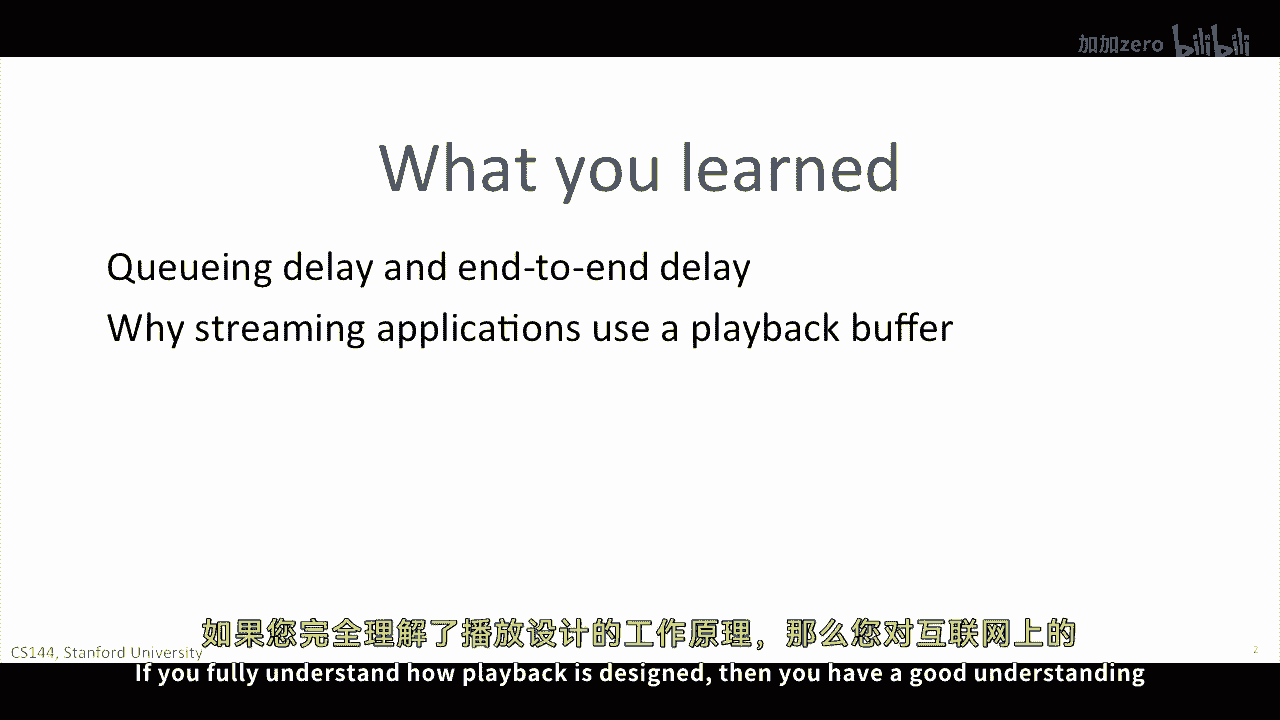 加加zero bilibili
What you learned
Queueing delay and end-to-end delay
Why streaming applications use a playback buffer
如果您完全理解了播放设计的工作原理，那么您对互联网上的
CS144, Stanford University
2
If you fully understand how playback is designed, then you have a good understanding